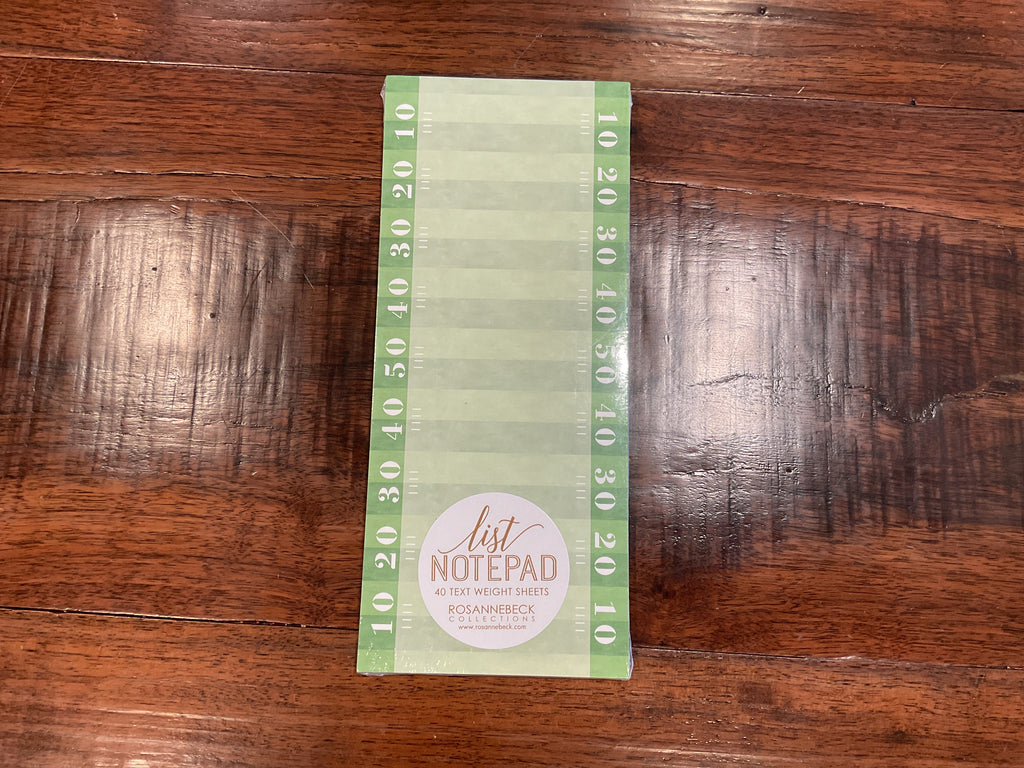 10 10
20 20
30 30
40 40
50 50
40 40
30 30
20 20
10 10
list
NOTEPAD
40 TEXT WEIGHT SHEETS
ROSANNEBECK
COLLECTIONS
www.rosannebeck.com